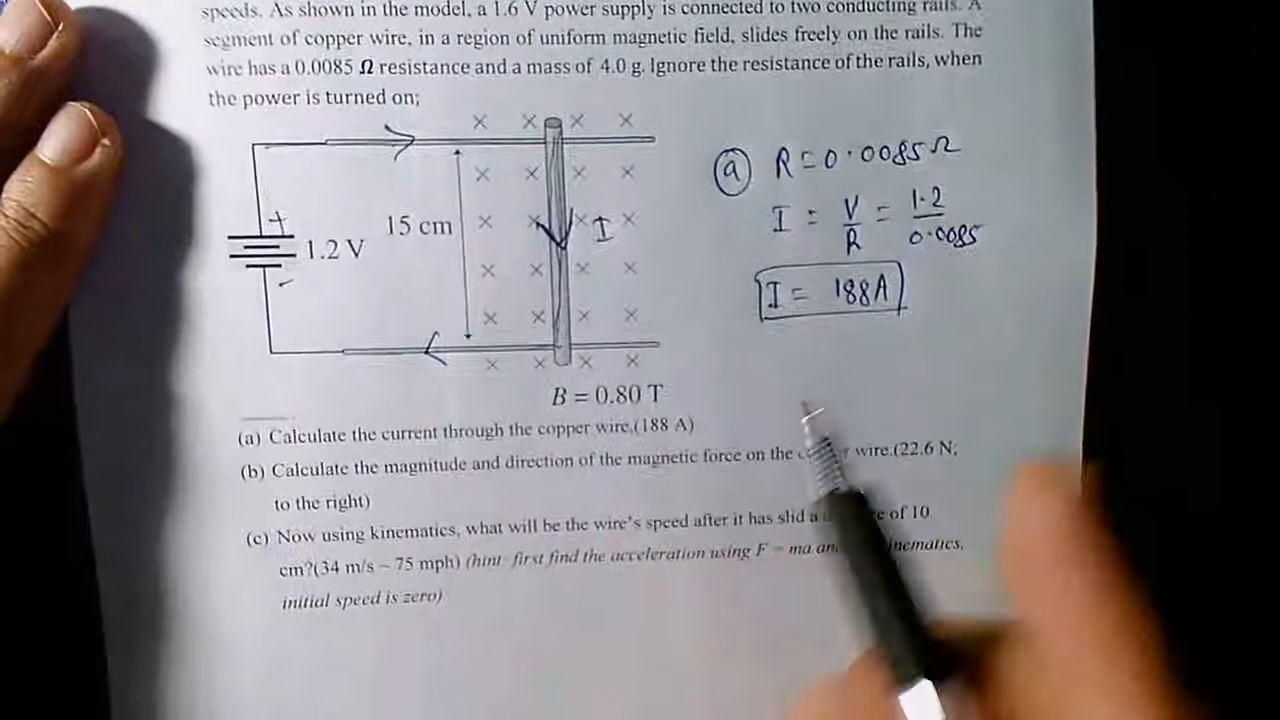 speeds. As shown in the model, a 1.6 V power supply is connected to two conducting rails. A
segment of copper wire, in a region of uniform magnetic field, slides freely on the rails. The
wire has a 0.0085 Ω resistance and a mass of 4.0 g. Ignore the resistance of the rails, when
the power is turned on;
+
1.2 V
-
15 cm
I
B = 0.80 T
(a) R = 0.0085 Ω
I = V/R = 1.2/0.0085
I = 188A
(a) Calculate the current through the copper wire.(188 A)
(b) Calculate the magnitude and direction of the magnetic force on the wire.(22.6 N;
to the right)
(c) Now using kinematics, what will be the wire's speed after it has slid a of 10
cm?(34 m/s ~ 75 mph) (hint: first find the acceleration using F = ma
initial speed is zero)